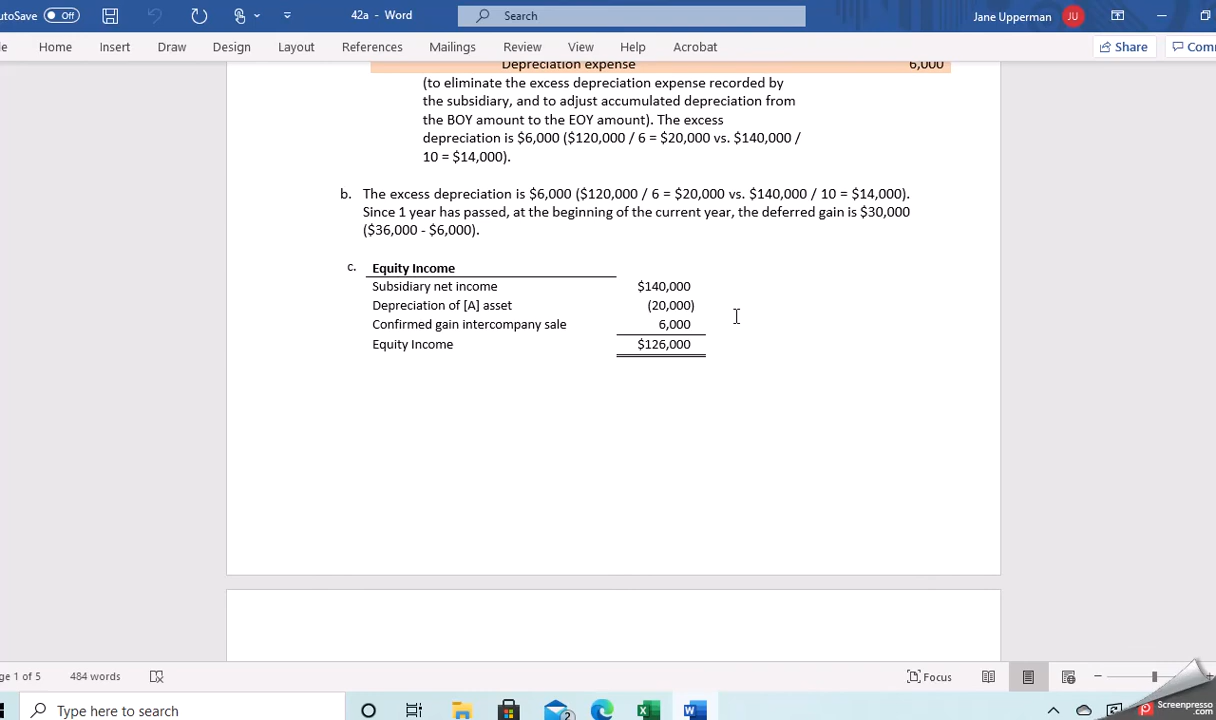 utoSave Off 42a - Word Search Jane Upperman JU
le Home Insert Draw Design Layout References Mailings Review View Help Acrobat Share Com
Depreciation expense 6,000
(to eliminate the excess depreciation expense recorded by
the subsidiary, and to adjust accumulated depreciation from
the BOY amount to the EOY amount). The excess
depreciation is $6,000 ($120,000 / 6 = $20,000 vs. $140,000 /
10 = $14,000).
b. The excess depreciation is $6,000 ($120,000 / 6 = $20,000 vs. $140,000 / 10 = $14,000).
Since 1 year has passed, at the beginning of the current year, the deferred gain is $30,000
($36,000 - $6,000).
c. Equity Income
Subsidiary net income $140,000
Depreciation of [A] asset (20,000)
Confirmed gain intercompany sale 6,000
Equity Income $126,000
ge 1 of 5 484 words Focus
Type here to search 2
Screenpresso
.com